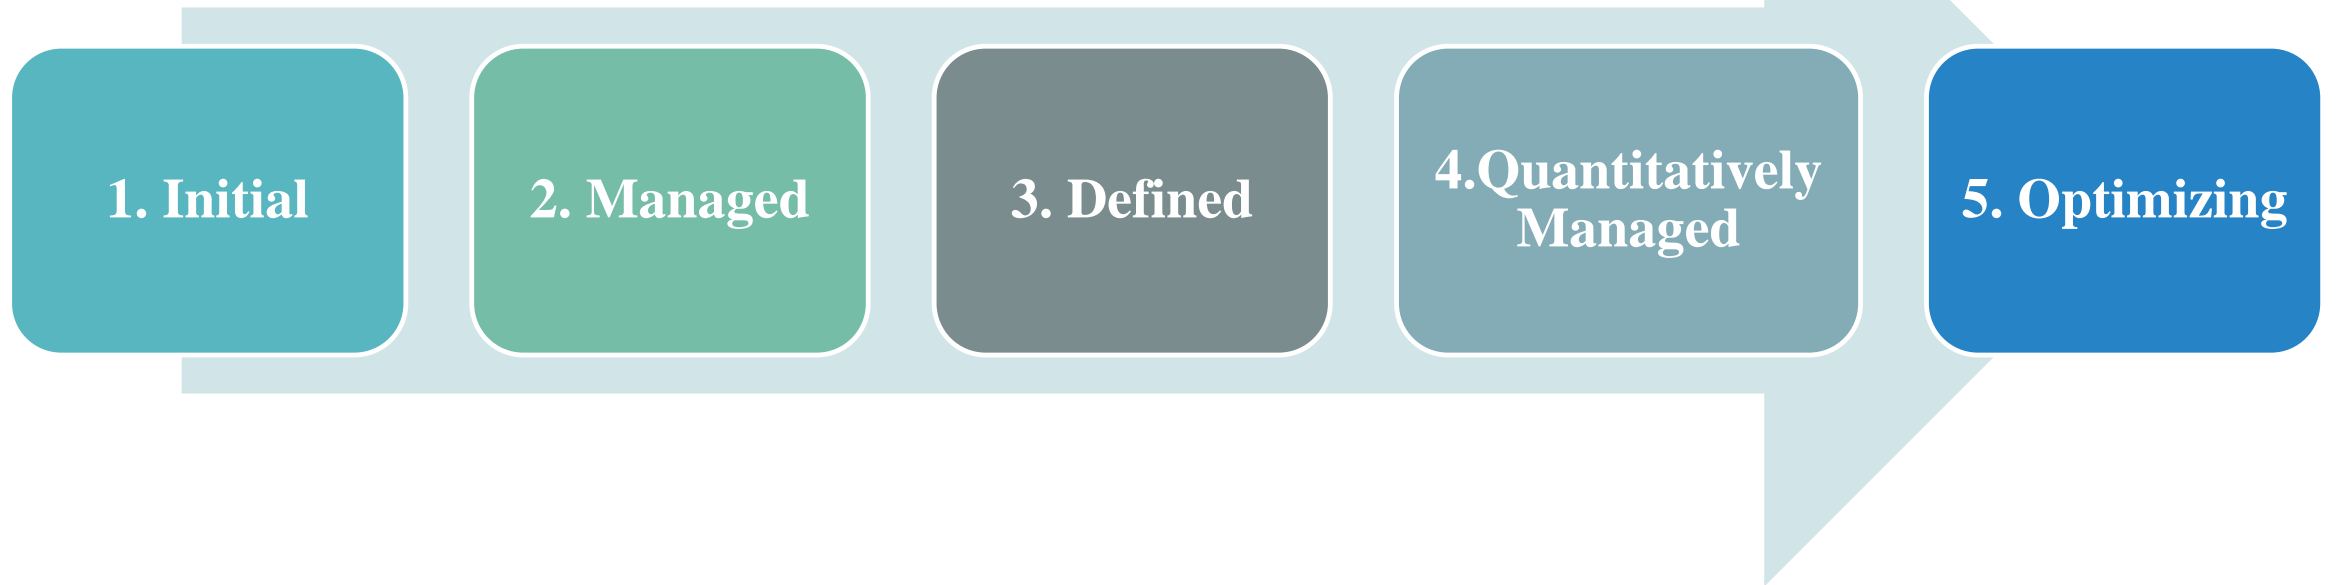 1. Initial
2. Managed
3. Defined
4.Quantitatively
Managed
5. Optimizing